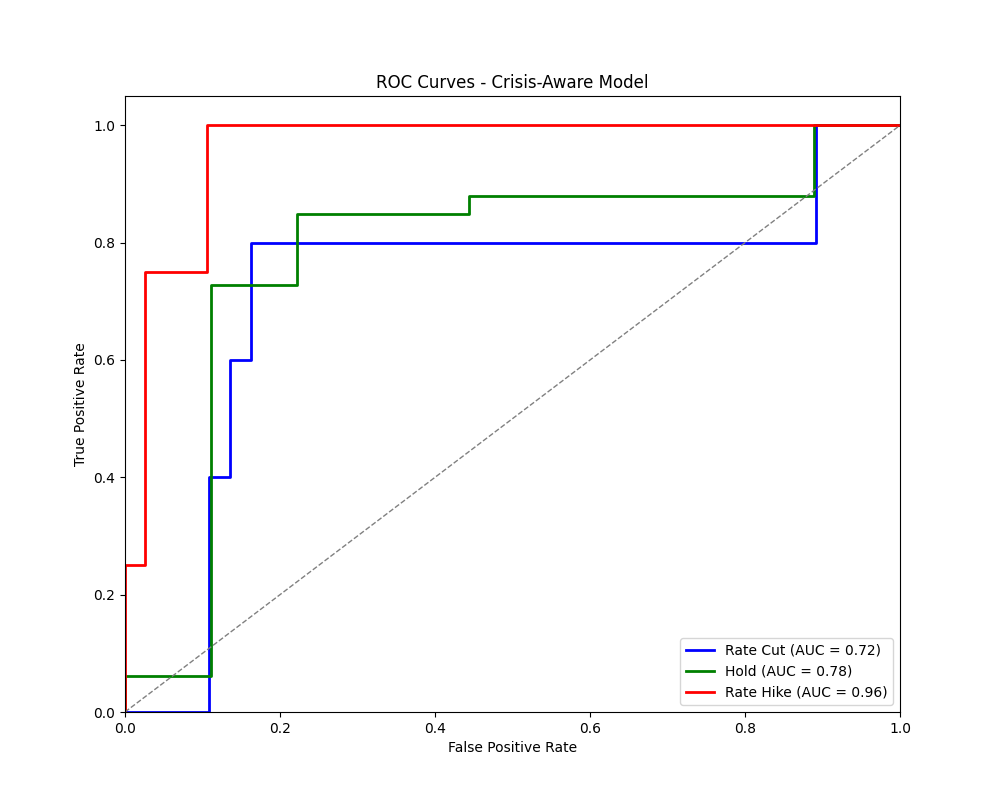 ROC Curves - Crisis-Aware Model
True Positive Rate
1.0
0.8
0.6
0.4
0.2
0.0
0.0 0.2 0.4 0.6 0.8 1.0
False Positive Rate
Rate Cut (AUC = 0.72)
Hold (AUC = 0.78)
Rate Hike (AUC = 0.96)